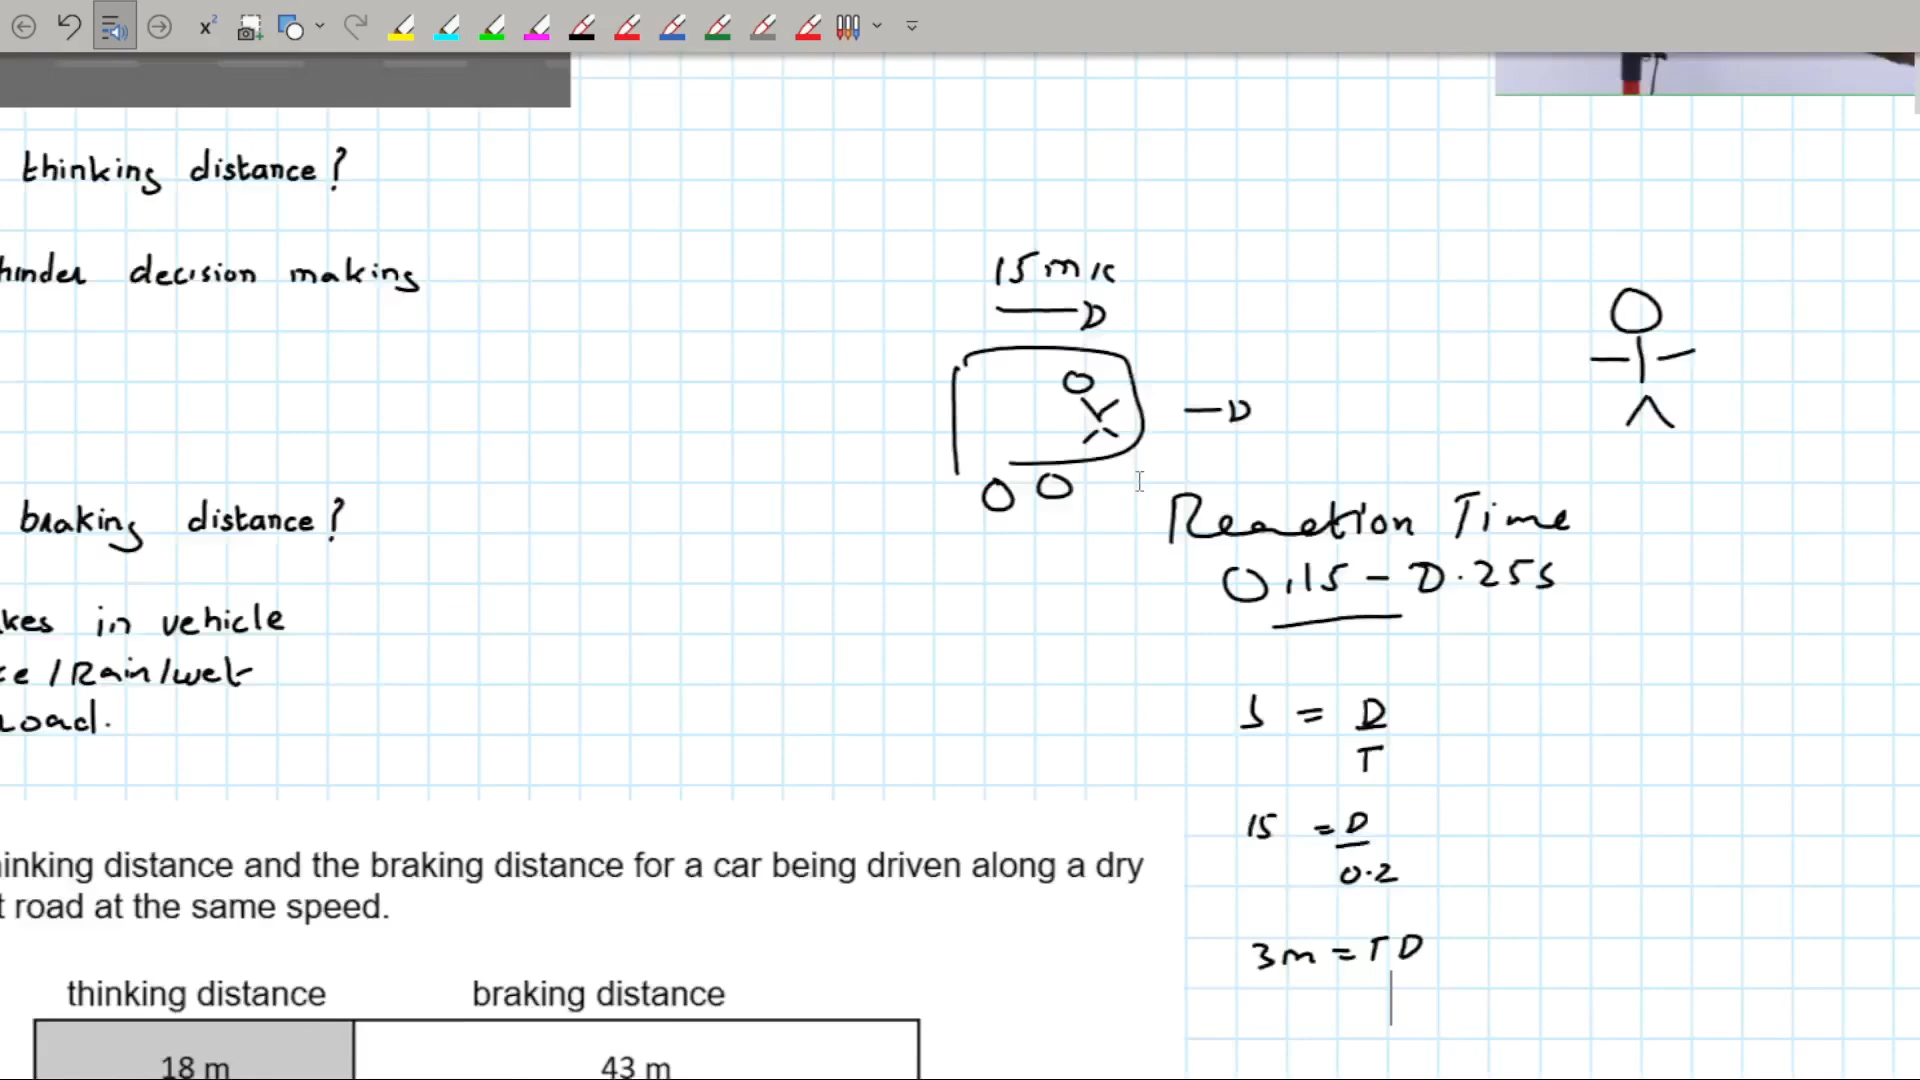 thinking distance?
hinder decision making
braking distance?
kes in vehicle
ce / Rain / wet
Load.
15 m/s
Reaction Time
0.15 - 0.25s
S = D
T
15 = D
0.2
3m = TD
inking distance and the braking distance for a car being driven along a dry
t road at the same speed.
thinking distance braking distance
18 m 43 m